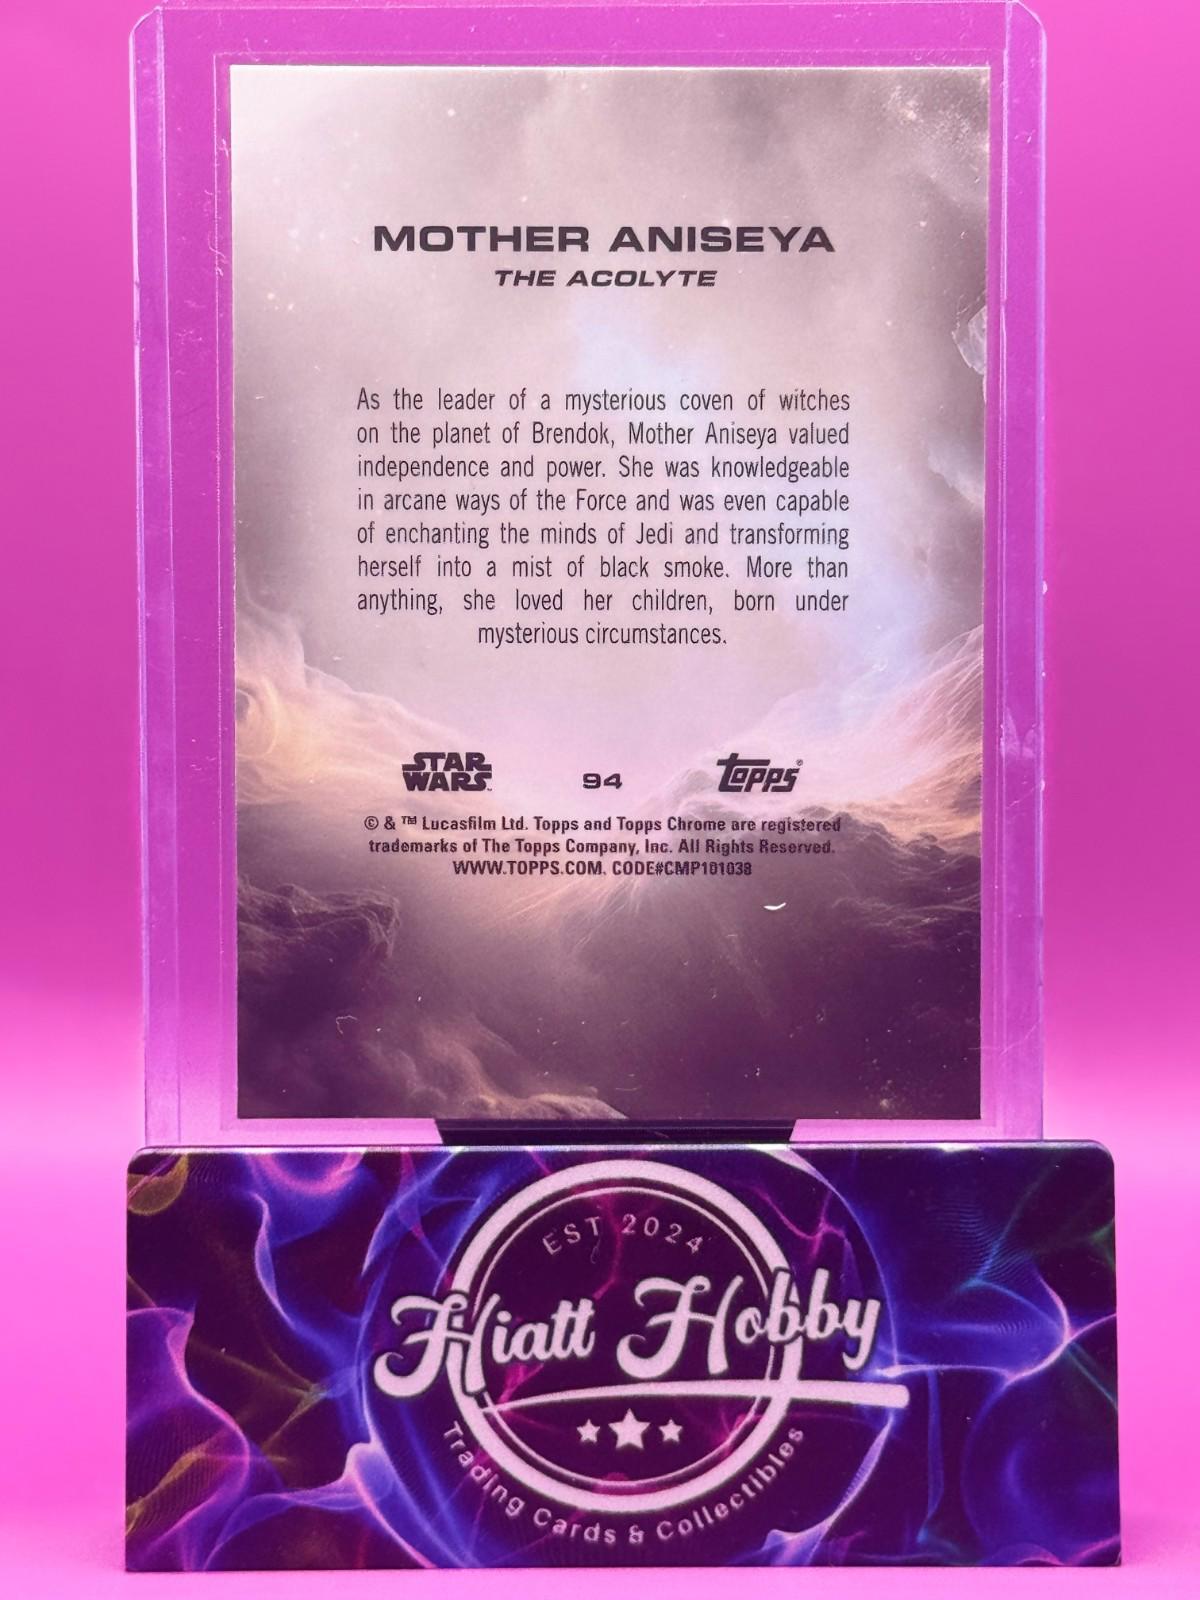 MOTHER ANISEYA
THE ACOLYTE
As the leader of a mysterious coven of witches
on the planet of Brendok, Mother Aniseya valued
independence and power. She was knowledgeable
in arcane ways of the Force and was even capable
of enchanting the minds of Jedi and transforming
herself into a mist of black smoke. More than
anything, she loved her children, born under
mysterious circumstances.
STAR
WARS™
94
Topps®
© & ™ Lucasfilm Ltd. Topps and Topps Chrome are registered
trademarks of The Topps Company, Inc. All Rights Reserved.
WWW.TOPPS.COM. CODE#CMP101038
EST 2024
Hiatt Hobby
Trading Cards & Collectibles